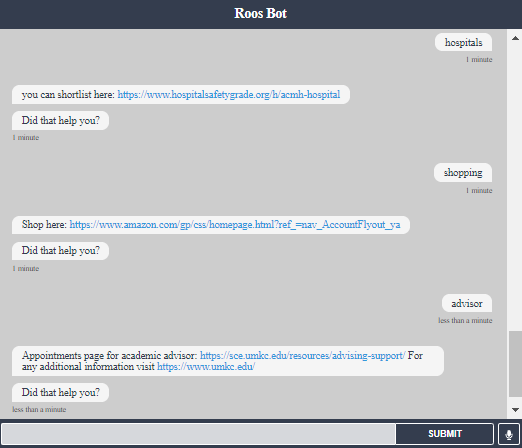 Roos Bot
hospitals
1 minute
you can shortlist here: https://www.hospitalsafetygrade.org/h/acmh-hospital
Did that help you?
1 minute
shopping
1 minute
Shop here: https://www.amazon.com/gp/css/homepage.html?ref_=nav_AccountFlyout_ya
Did that help you?
1 minute
advisor
less than a minute
Appointments page for academic advisor: https://sce.umkc.edu/resources/advising-support/ For
any additional information visit https://www.umkc.edu/
Did that help you?
less than a minute
SUBMIT